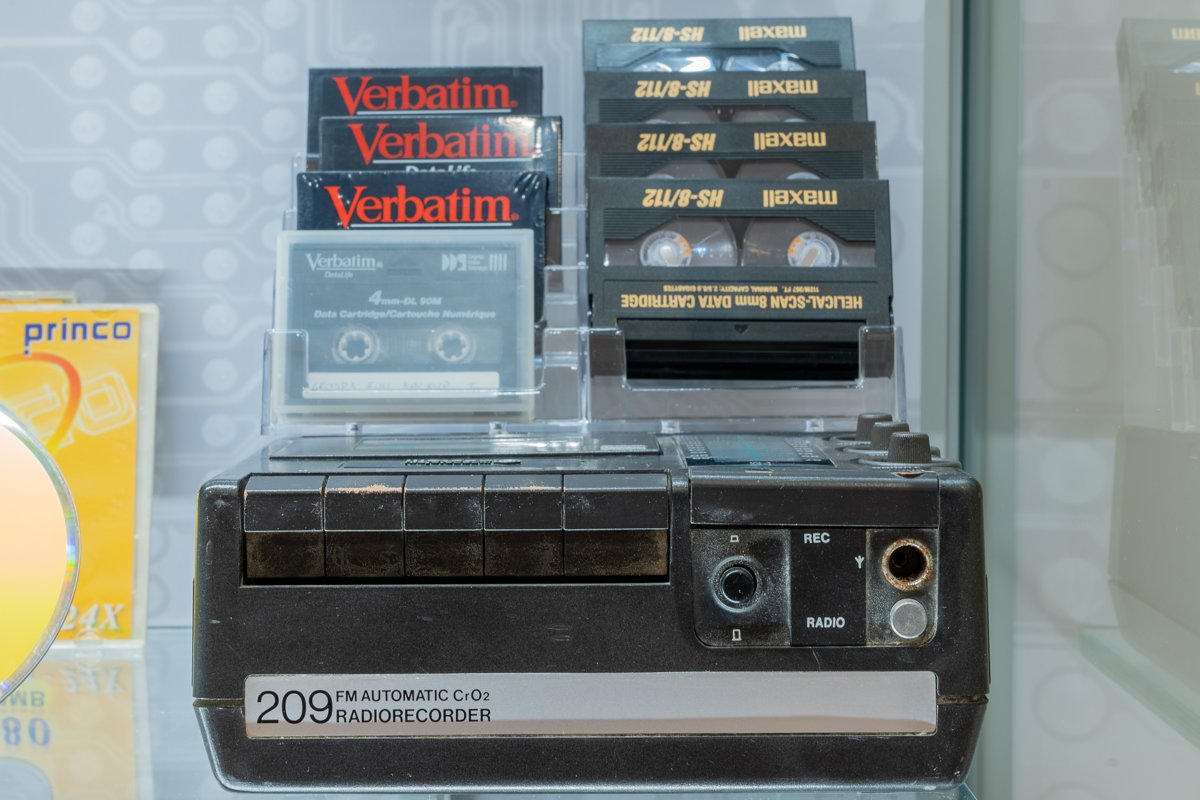 Verbatim
Verbatim
DataLife
Verbatim
Verbatim
DataLife
DDS
4mm-DL 90M
Data Cartridge/Cartouche Numérique
maxell HS-8/112
maxell HS-8/112
maxell HS-8/112
maxell HS-8/112
HELICAL-SCAN 8mm DATA CARTRIDGE
princo
24X
REC
RADIO
209 FM AUTOMATIC CrO2
RADIORECORDER